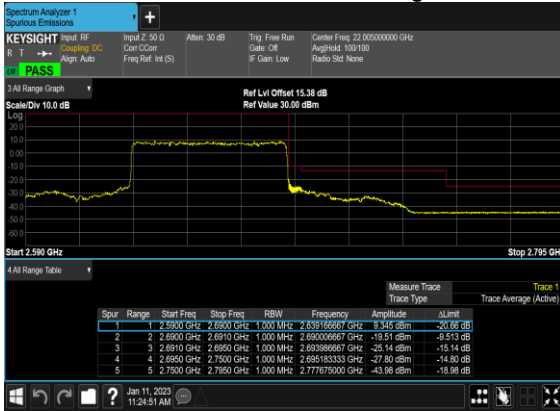 Spectrum Analyzer 1
Spurious Emissions
+
KEYSIGHT
R T
PASS
Input: RF
Coupling: DC
Align: Auto
Input Z: 50 Ω
Corr CCorr
Freq Ref: Int (S)
Atten: 30 dB
Trig: Free Run
Gate: Off
IF Gain: Low
Center Freq: 22.005000000 GHz
Avg|Hold: 100/100
Radio Std: None
3 All Range Graph
Scale/Div 10.0 dB
Ref Lvl Offset 15.38 dB
Ref Value 30.00 dBm
Log
20.0
10.0
0.00
-10.0
-20.0
-30.0
-40.0
-50.0
-60.0
Start 2.590 GHz
Stop 2.795 GH
4 All Range Table
Measure Trace Trace 1
Trace Type Trace Average (Active)
Spur Range Start Freq Stop Freq RBW Frequency Amplitude ΔLimit
1 1 2.5900 GHz 2.6900 GHz 1.000 MHz 2.639166667 GHz 9.345 dBm -20.66 dB
2 2 2.6900 GHz 2.6910 GHz 1.000 MHz 2.690006667 GHz -19.51 dBm -9.513 dB
3 3 2.6910 GHz 2.6950 GHz 1.000 MHz 2.693986667 GHz -25.14 dBm -15.14 dB
4 4 2.6950 GHz 2.7500 GHz 1.000 MHz 2.695183333 GHz -27.80 dBm -14.80 dB
5 5 2.7500 GHz 2.7950 GHz 1.000 MHz 2.777675000 GHz -43.98 dBm -18.98 dB
?
Jan 11, 2023
11:24:51 AM